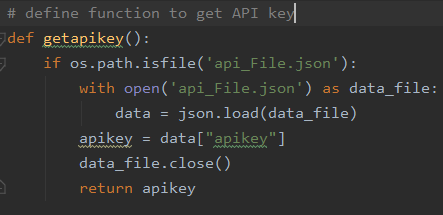 # define function to get API key
def getapikey():
    if os.path.isfile('api_File.json'):
        with open('api_File.json') as data_file:
            data = json.load(data_file)
        apikey = data["apikey"]
        data_file.close()
        return apikey